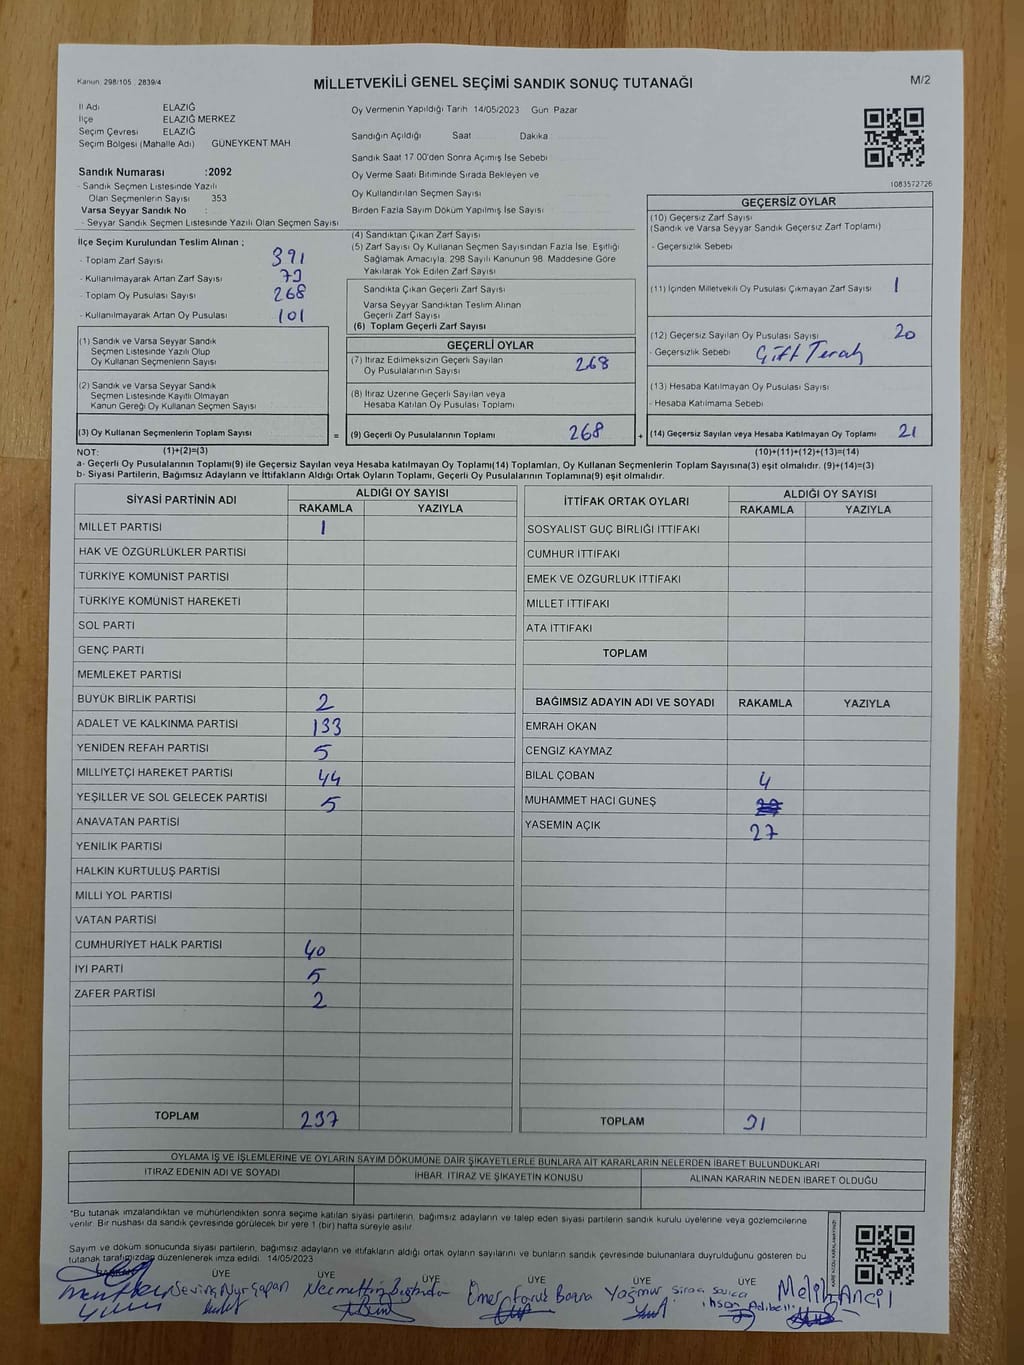 Kanun. 298/105 . 2839/4
MİLLETVEKİLİ GENEL SEÇİMİ SANDIK SONUÇ TUTANAĞI
M/2
İl Adı ELAZIĞ
İlçe ELAZIĞ MERKEZ
Seçim Çevresi ELAZIĞ
Seçim Bölgesi (Mahalle Adı) GÜNEYKENT MAH
Oy Vermenin Yapıldığı Tarih 14/05/2023 Gün Pazar
Sandığın Açıldığı Saat Dakika
Sandık Saat 17.00'den Sonra Açımış İse Sebebi
Oy Verme Saati Bitiminde Sırada Bekleyen ve
Oy Kullandırılan Seçmen Sayısı
Birden Fazla Sayım Döküm Yapılmış İse Sayısı
1083572726
Sandık Numarası :2092
- Sandık Seçmen Listesinde Yazılı
Olan Seçmenlerin Sayısı 353
Varsa Seyyar Sandık No :
- Seyyar Sandık Seçmen Listesinde Yazılı Olan Seçmen Sayısı
İlçe Seçim Kurulundan Teslim Alınan ;
- Toplam Zarf Sayısı 391
- Kullanılmayarak Artan Zarf Sayısı
- Toplam Oy Pusulası Sayısı 268
- Kullanılmayarak Artan Oy Pusulası 101
(1) Sandık ve Varsa Seyyar Sandık
Seçmen Listesinde Yazılı Olup
Oy Kullanan Seçmenlerin Sayısı
(2) Sandık ve Varsa Seyyar Sandık
Seçmen Listesinde Kayıtlı Olmayan
Kanun Gereği Oy Kullanan Seçmen Sayısı
(3) Oy Kullanan Seçmenlerin Toplam Sayısı
=
(4) Sandıktan Çıkan Zarf Sayısı
(5) Zarf Sayısı Oy Kullanan Seçmen Sayısından Fazla İse, Eşitliği
Sağlamak Amacıyla, 298 Sayılı Kanunun 98. Maddesine Göre
Yakılarak Yok Edilen Zarf Sayısı
Sandıkta Çıkan Geçerli Zarf Sayısı
Varsa Seyyar Sandıktan Teslim Alınan
Geçerli Zarf Sayısı
(6) Toplam Geçerli Zarf Sayısı
GEÇERLİ OYLAR
(7) İtiraz Edilmeksizin Geçerli Sayılan
Oy Pusulalarının Sayısı 268
(8) İtiraz Üzerine Geçerli Sayılan veya
Hesaba Katılan Oy Pusulası Toplamı
(9) Geçerli Oy Pusulalarının Toplamı 268
+
GEÇERSİZ OYLAR
(10) Geçersiz Zarf Sayısı
(Sandık ve Varsa Seyyar Sandık Geçersiz Zarf Toplamı)
- Geçersizlik Sebebi
(11) İçinden Milletvekili Oy Pusulası Çıkmayan Zarf Sayısı 1
(12) Geçersiz Sayılan Oy Pusulası Sayısı 20
- Geçersizlik Sebebi Çift Tercih
(13) Hesaba Katılmayan Oy Pusulası Sayısı
- Hesaba Katılmama Sebebi
(14) Geçersiz Sayılan veya Hesaba Katılmayan Oy Toplamı 21
NOT: (1)+(2)=(3) (10)+(11)+(12)+(13)=(14)
a- Geçerli Oy Pusulalarının Toplamı(9) ile Geçersiz Sayılan veya Hesaba katılmayan Oy Toplamı(14) Toplamları, Oy Kullanan Seçmenlerin Toplam Sayısına(3) eşit olmalıdır. (9)+(14)=(3)
b- Siyasi Partilerin, Bağımsız Adayların ve İttifakların Aldığı Ortak Oyların Toplamı, Geçerli Oy Pusulalarının Toplamına(9) eşit olmalıdır.
SİYASİ PARTİNİN ADI ALDIĞI OY SAYISI
RAKAMLA YAZIYLA
MİLLET PARTİSİ 1
HAK VE ÖZGÜRLÜKLER PARTİSİ
TÜRKİYE KOMÜNİST PARTİSİ
TÜRKİYE KOMÜNİST HAREKETİ
SOL PARTİ
GENÇ PARTİ
MEMLEKET PARTİSİ
BÜYÜK BİRLİK PARTİSİ 2
ADALET VE KALKINMA PARTİSİ 133
YENİDEN REFAH PARTİSİ 5
MİLLİYETÇİ HAREKET PARTİSİ 44
YEŞİLLER VE SOL GELECEK PARTİSİ 5
ANAVATAN PARTİSİ
YENİLİK PARTİSİ
HALKIN KURTULUŞ PARTİSİ
MİLLİ YOL PARTİSİ
VATAN PARTİSİ
CUMHURİYET HALK PARTİSİ 40
İYİ PARTİ 5
ZAFER PARTİSİ 2
TOPLAM 237
İTTİFAK ORTAK OYLARI ALDIĞI OY SAYISI
RAKAMLA YAZIYLA
SOSYALİST GÜÇ BİRLİĞİ İTTİFAKI
CUMHUR İTTİFAKI
EMEK VE ÖZGÜRLÜK İTTİFAKI
MİLLET İTTİFAKI
ATA İTTİFAKI
TOPLAM
BAĞIMSIZ ADAYIN ADI VE SOYADI RAKAMLA YAZIYLA
EMRAH OKAN
CENGİZ KAYMAZ
BİLAL ÇOBAN 4
MUHAMMET HACI GÜNEŞ
YASEMİN AÇIK 27
TOPLAM 31
OYLAMA İŞ VE İŞLEMLERİNE VE OYLARIN SAYIM DÖKÜMÜNE DAİR ŞİKAYETLERLE BUNLARA AİT KARARLARIN NELERDEN İBARET BULUNDUKLARI
İTİRAZ EDENİN ADI VE SOYADI İHBAR, İTİRAZ VE ŞİKAYETİN KONUSU ALINAN KARARIN NEDEN İBARET OLDUĞU
*Bu tutanak imzalandıktan ve mühürlendikten sonra seçime katılan siyasi partilerin, bağımsız adayların ve talep eden siyasi partilerin sandık kurulu üyelerine veya gözlemcilerine
verilir. Bir nüshası da sandık çevresinde görülecek bir yere 1 (bir) hafta süreyle asılır.
Sayım ve döküm sonucunda siyasi partilerin, bağımsız adayların ve ittifakların aldığı ortak oyların sayılarını ve bunların sandık çevresinde bulunanlara duyrulduğunu gösteren bu
tutanak tarafımızdan düzenlenerek imza edildi. 14/05/2023
BAŞKAN ÜYE ÜYE ÜYE ÜYE ÜYE ÜYE
Sevinç Nur Çapan Necmettin Ömer Faruk Yağmur